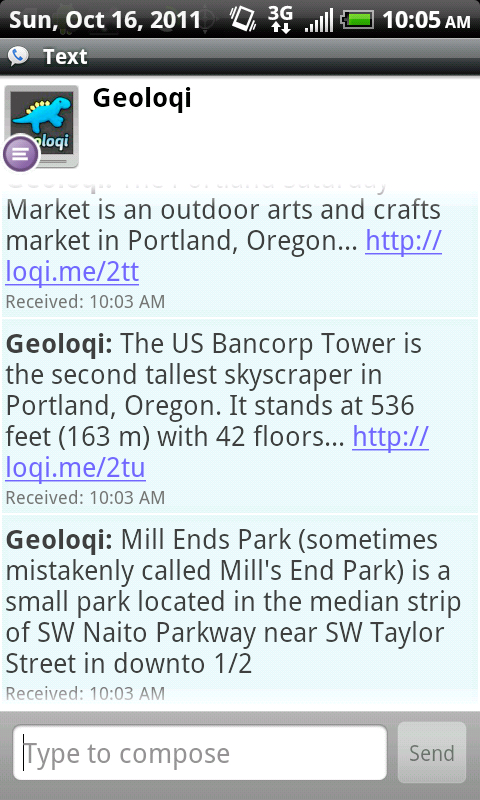 Sun, Oct 16, 2011 3G 10:05 AM
Text
Geoloqi
loqi
Geoloqi: The Portland Saturday
Market is an outdoor arts and crafts
market in Portland, Oregon... http://
loqi.me/2tt
Received: 10:03 AM
Geoloqi: The US Bancorp Tower is
the second tallest skyscraper in
Portland, Oregon. It stands at 536
feet (163 m) with 42 floors... http://
loqi.me/2tu
Received: 10:03 AM
Geoloqi: Mill Ends Park (sometimes
mistakenly called Mill's End Park) is a
small park located in the median strip
of SW Naito Parkway near SW Taylor
Street in downto 1/2
Received: 10:03 AM
Type to compose
Send